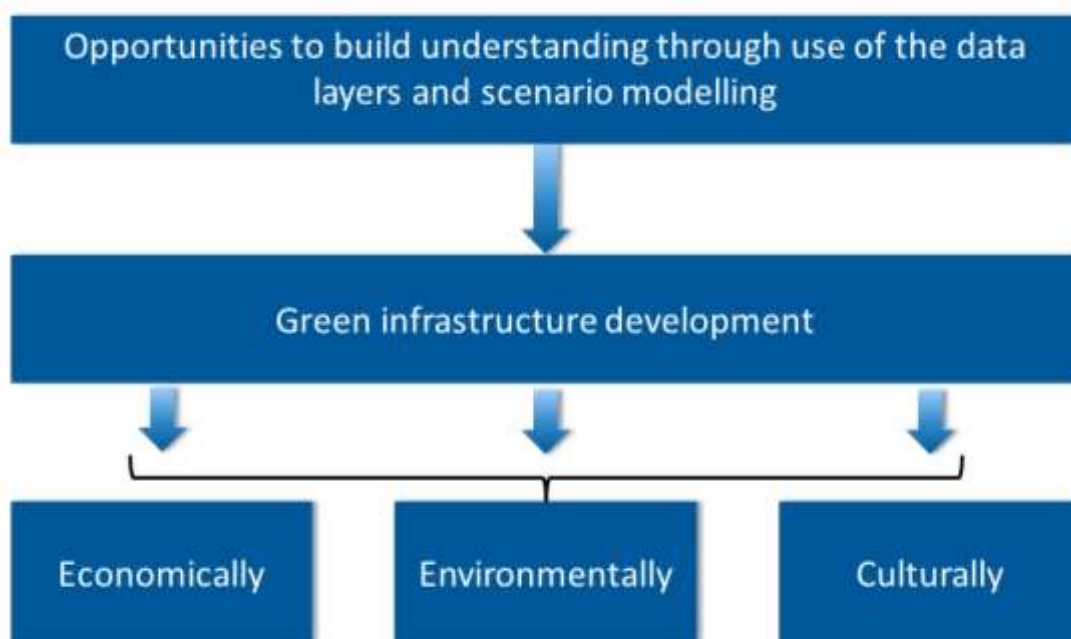 Opportunities to build understanding through use of the data
layers and scenario modelling
Green infrastructure development
Economically
Environmentally
Culturally